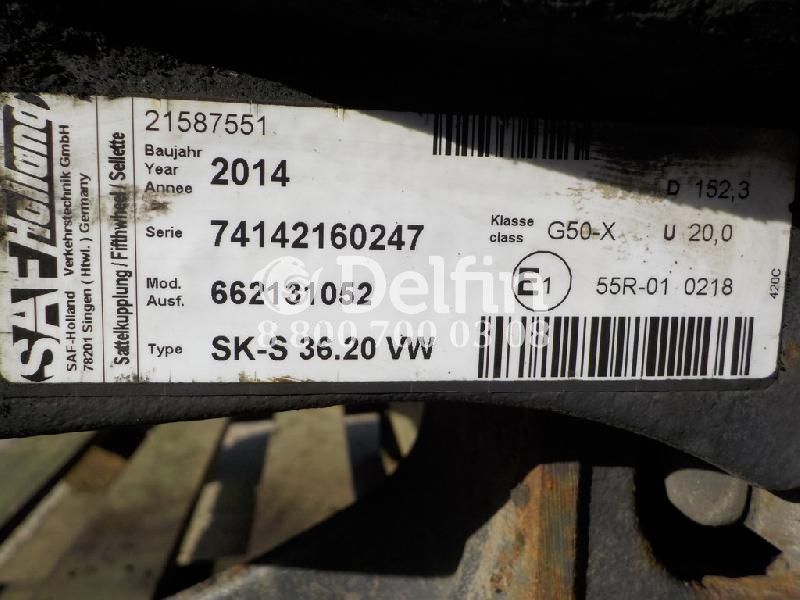 SAF Holland
SAF-Holland Verkehrstechnik GmbH
78201 Singen ( Htwl. ) Germany
Sattelkupplung / Fifthwheel / Sellette
21587551
Baujahr
Year
Annee
2014
D 152,3
Serie 74142160247
Klasse
class
G50-X U 20,0
Mod.
Ausf.
662131052
E1 55R-01 0218
420C
Type SK-S 36.20 VW
Delfin
8 800 700 03 08